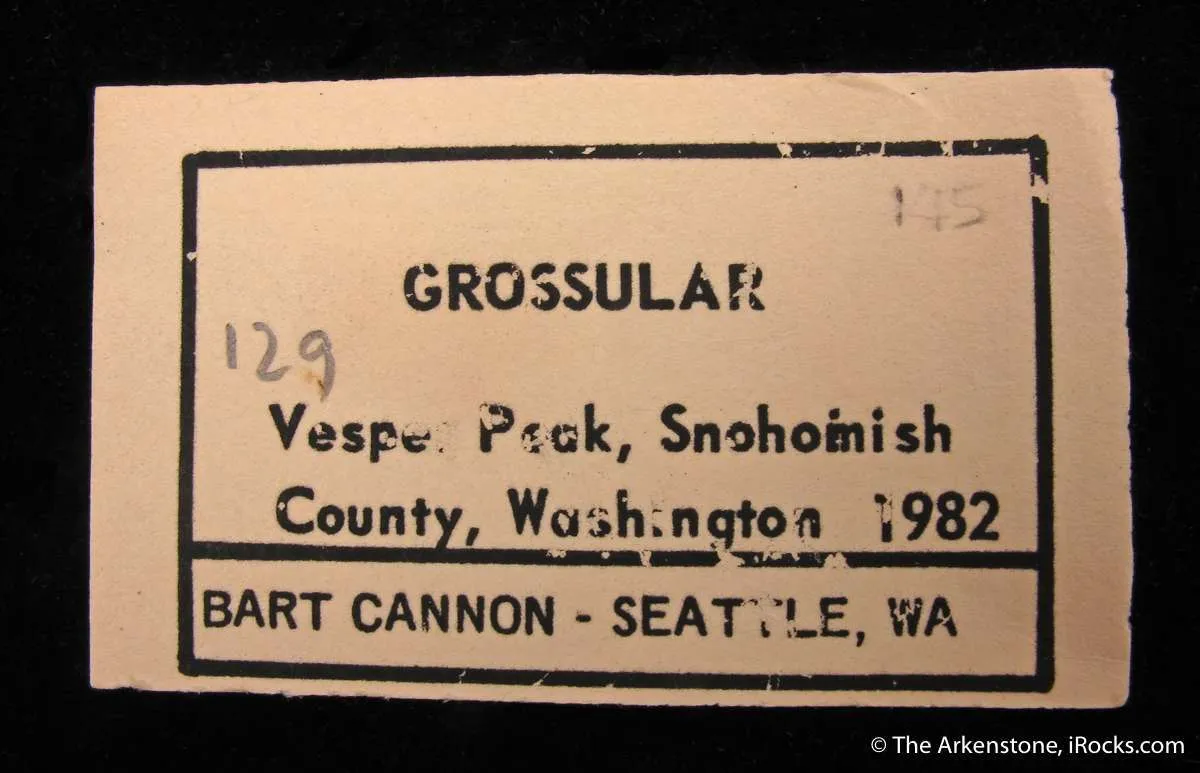 145
GROSSULAR
129
Vesper Peak, Snohomish
County, Washington 1982
BART CANNON - SEATTLE, WA
© The Arkenstone, iRocks.com